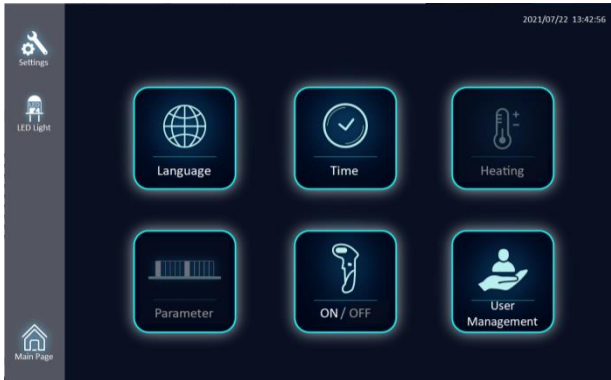 2021/07/22 13:42:56
Settings
LED Light
Main Page
Language
Time
Heating
Parameter
ON / OFF
User
Management